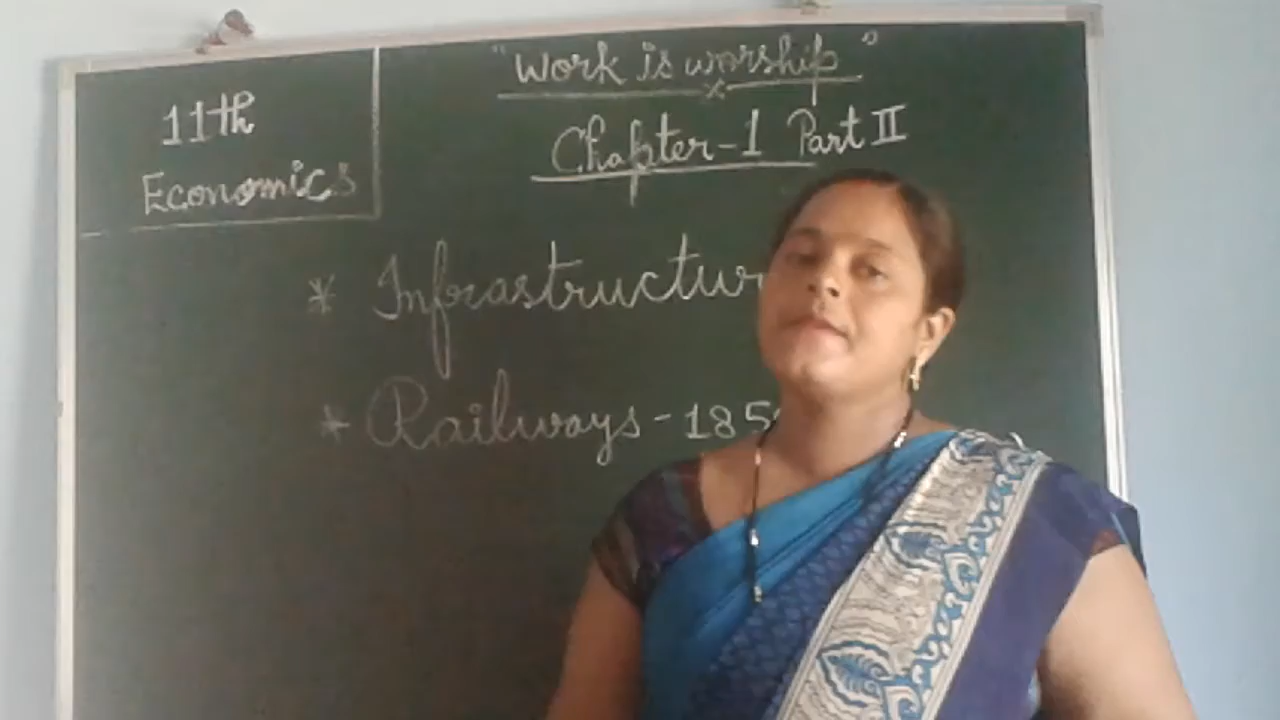 11th
Economics
"Work is worship"
Chapter-1 Part II
* Infrastructur
* Railways - 185